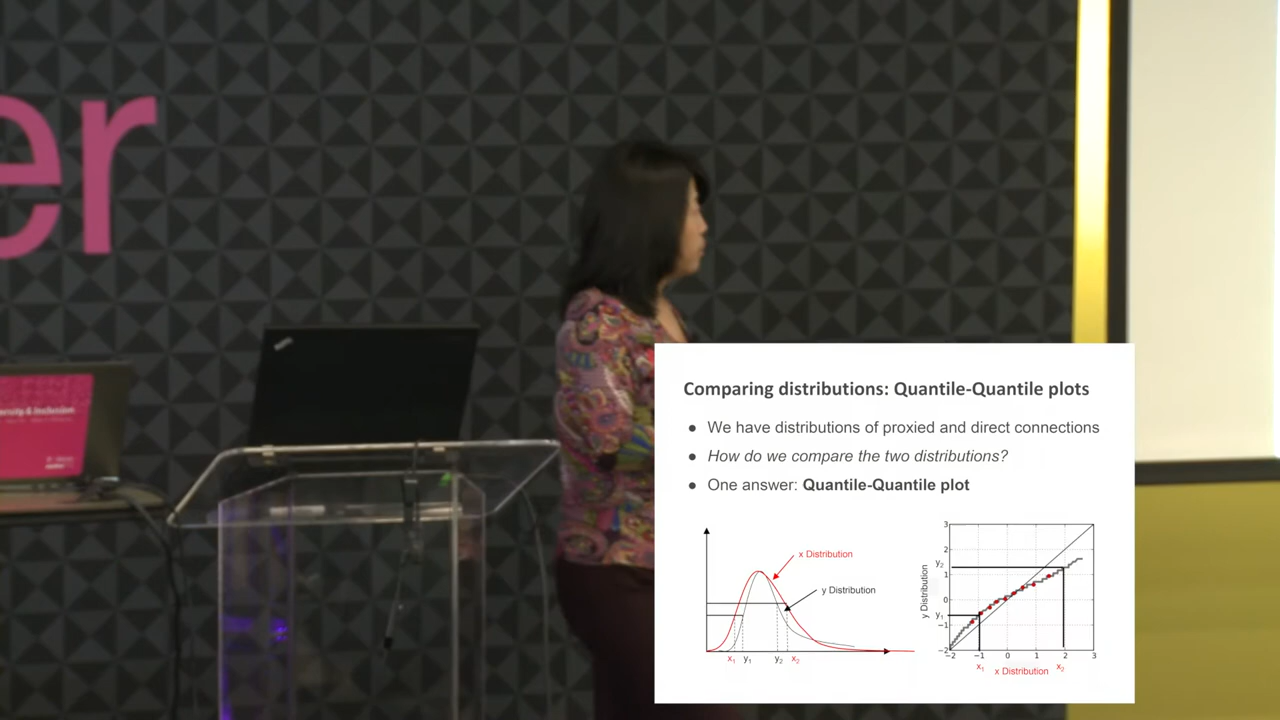 er
ersity & Inclusion
Comparing distributions: Quantile-Quantile plots
● We have distributions of proxied and direct connections
● How do we compare the two distributions?
● One answer: Quantile-Quantile plot
x Distribution
y Distribution
x1 y1 y2 x2
3
2
y2
1
0
y1
-1
-2
y Distribution
-2 -1 0 1 2 3
x1 x Distribution x2